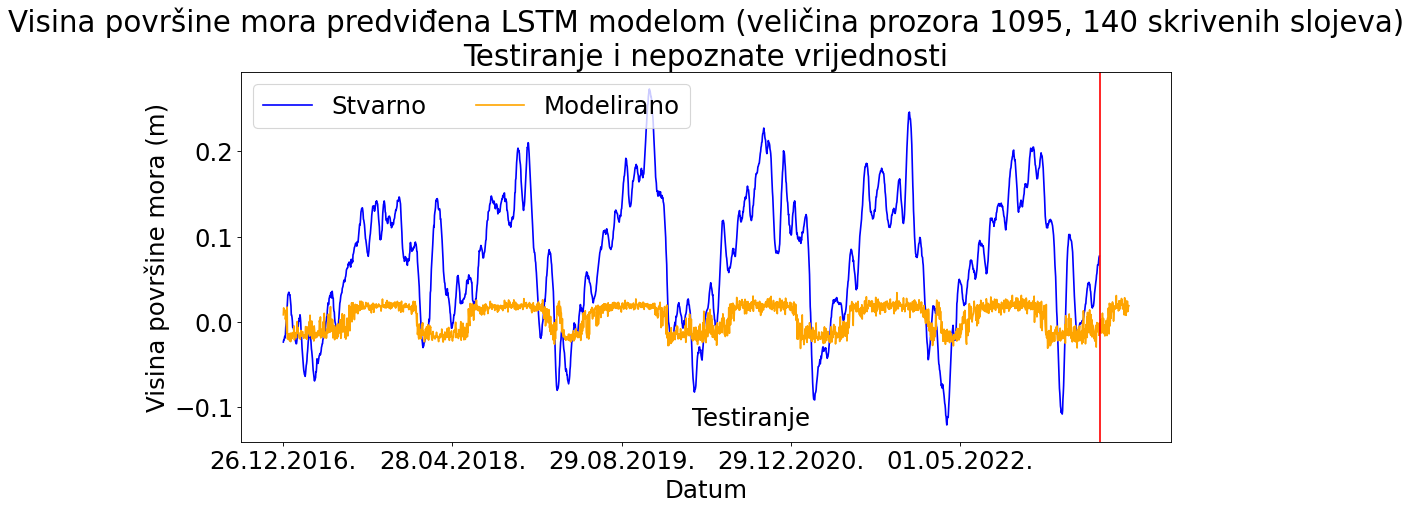 Visina površine mora predviđena LSTM modelom (veličina prozora 1095, 140 skrivenih slojeva)
Testiranje i nepoznate vrijednosti
Stvarno Modelirano
Visina površine mora (m)
0.2
0.1
0.0
−0.1
Testiranje
26.12.2016. 28.04.2018. 29.08.2019. 29.12.2020. 01.05.2022.
Datum